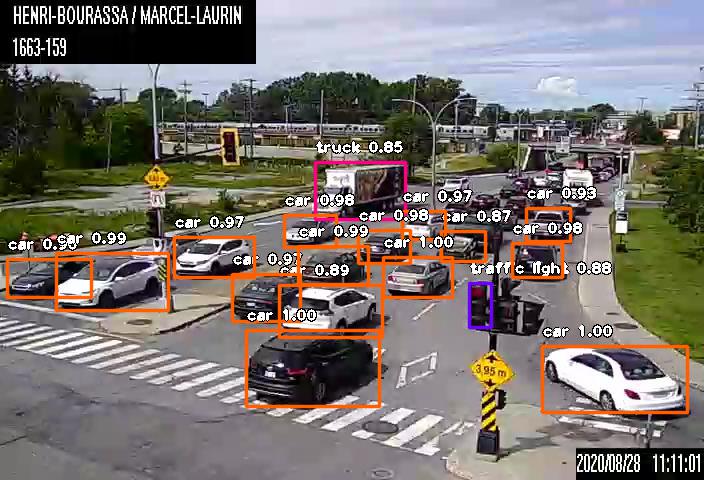 HENRI-BOURASSA / MARCEL-LAURIN
1663-159
truck 0.85
car 0.98
car 0.97
car 0.93
car 0.98
car 0.87
car 0.98
car 0.99
car 0.97
car 0.99
car 1.00
car 0.97
car 0.89
traffic light 0.88
car 1.00
car 1.00
3,95 m
2020/08/28 11:11:01